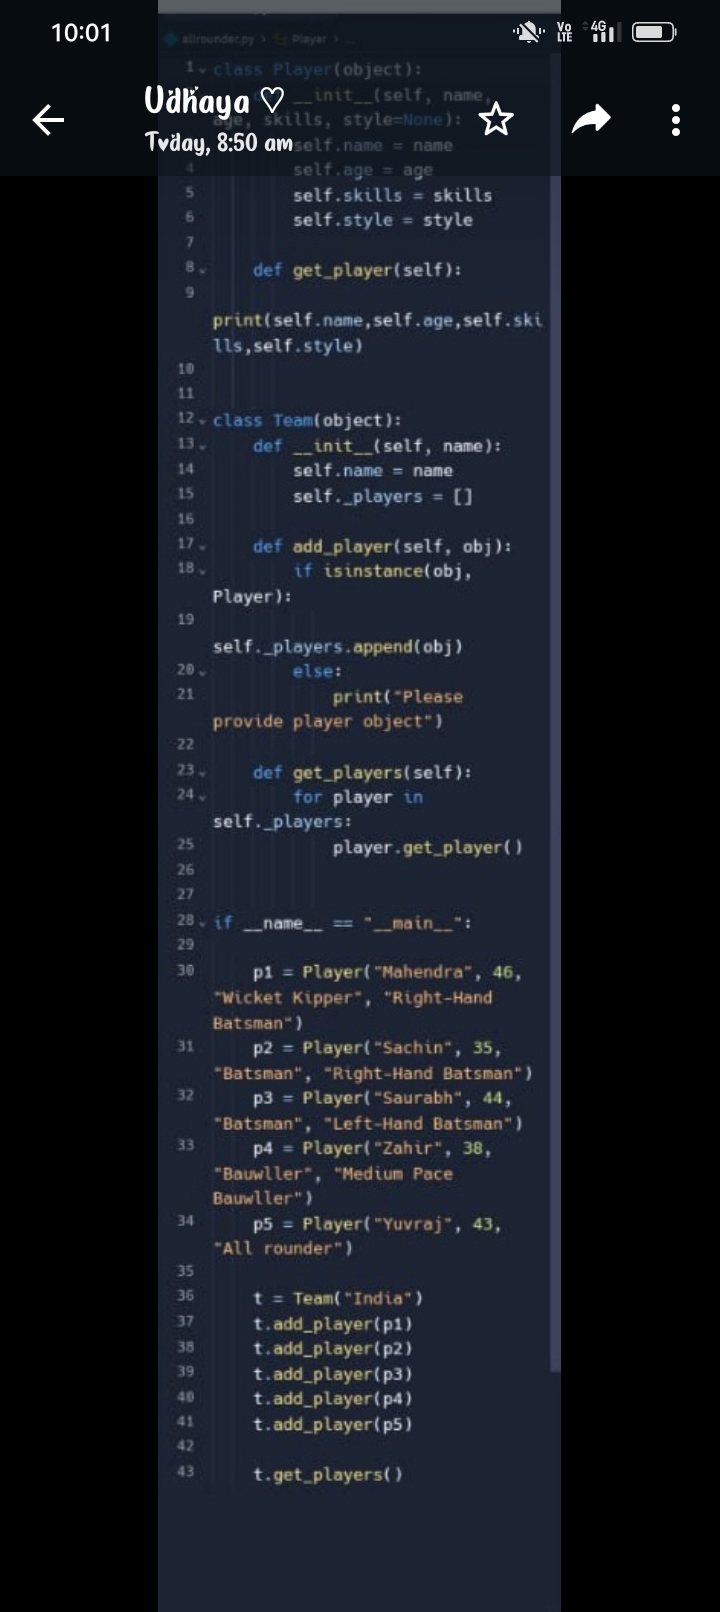 10:01
Vo
LTE
4G
allrounder.py > Player > ...
Udhaya ♡
Today, 8:50 am
1 class Player(object):
__init__(self, name,
age, skills, style=None):
self.name = name
4 self.age = age
5 self.skills = skills
6 self.style = style
7
8 def get_player(self):
9
print(self.name,self.age,self.ski
lls,self.style)
10
11
12 class Team(object):
13 def __init__(self, name):
14 self.name = name
15 self._players = []
16
17 def add_player(self, obj):
18 if isinstance(obj,
Player):
19
self._players.append(obj)
20 else:
21 print("Please
provide player object")
22
23 def get_players(self):
24 for player in
self._players:
25 player.get_player()
26
27
28 if __name__ == "__main__":
29
30 p1 = Player("Mahendra", 46,
"Wicket Kipper", "Right-Hand
Batsman")
31 p2 = Player("Sachin", 35,
"Batsman", "Right-Hand Batsman")
32 p3 = Player("Saurabh", 44,
"Batsman", "Left-Hand Batsman")
33 p4 = Player("Zahir", 38,
"Bauwller", "Medium Pace
Bauwller")
34 p5 = Player("Yuvraj", 43,
"All rounder")
35
36 t = Team("India")
37 t.add_player(p1)
38 t.add_player(p2)
39 t.add_player(p3)
40 t.add_player(p4)
41 t.add_player(p5)
42
43 t.get_players()